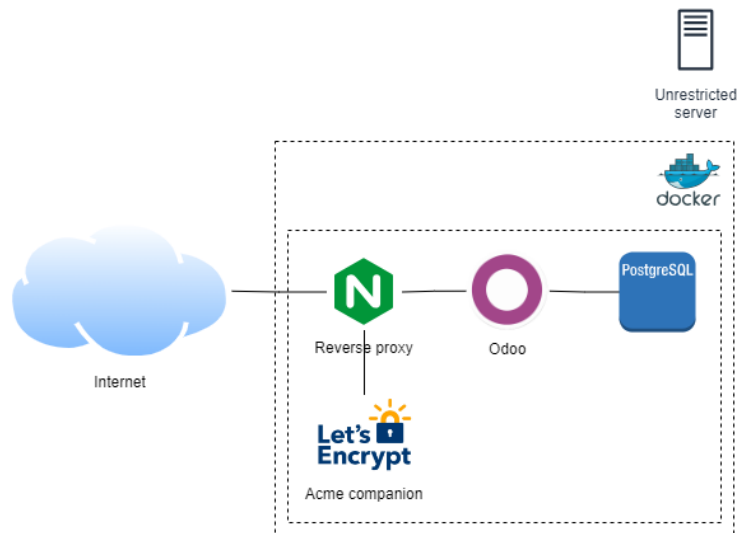 Unrestricted
server
docker
PostgreSQL
N
Reverse proxy
Odoo
Internet
Let's
Encrypt
Acme companion